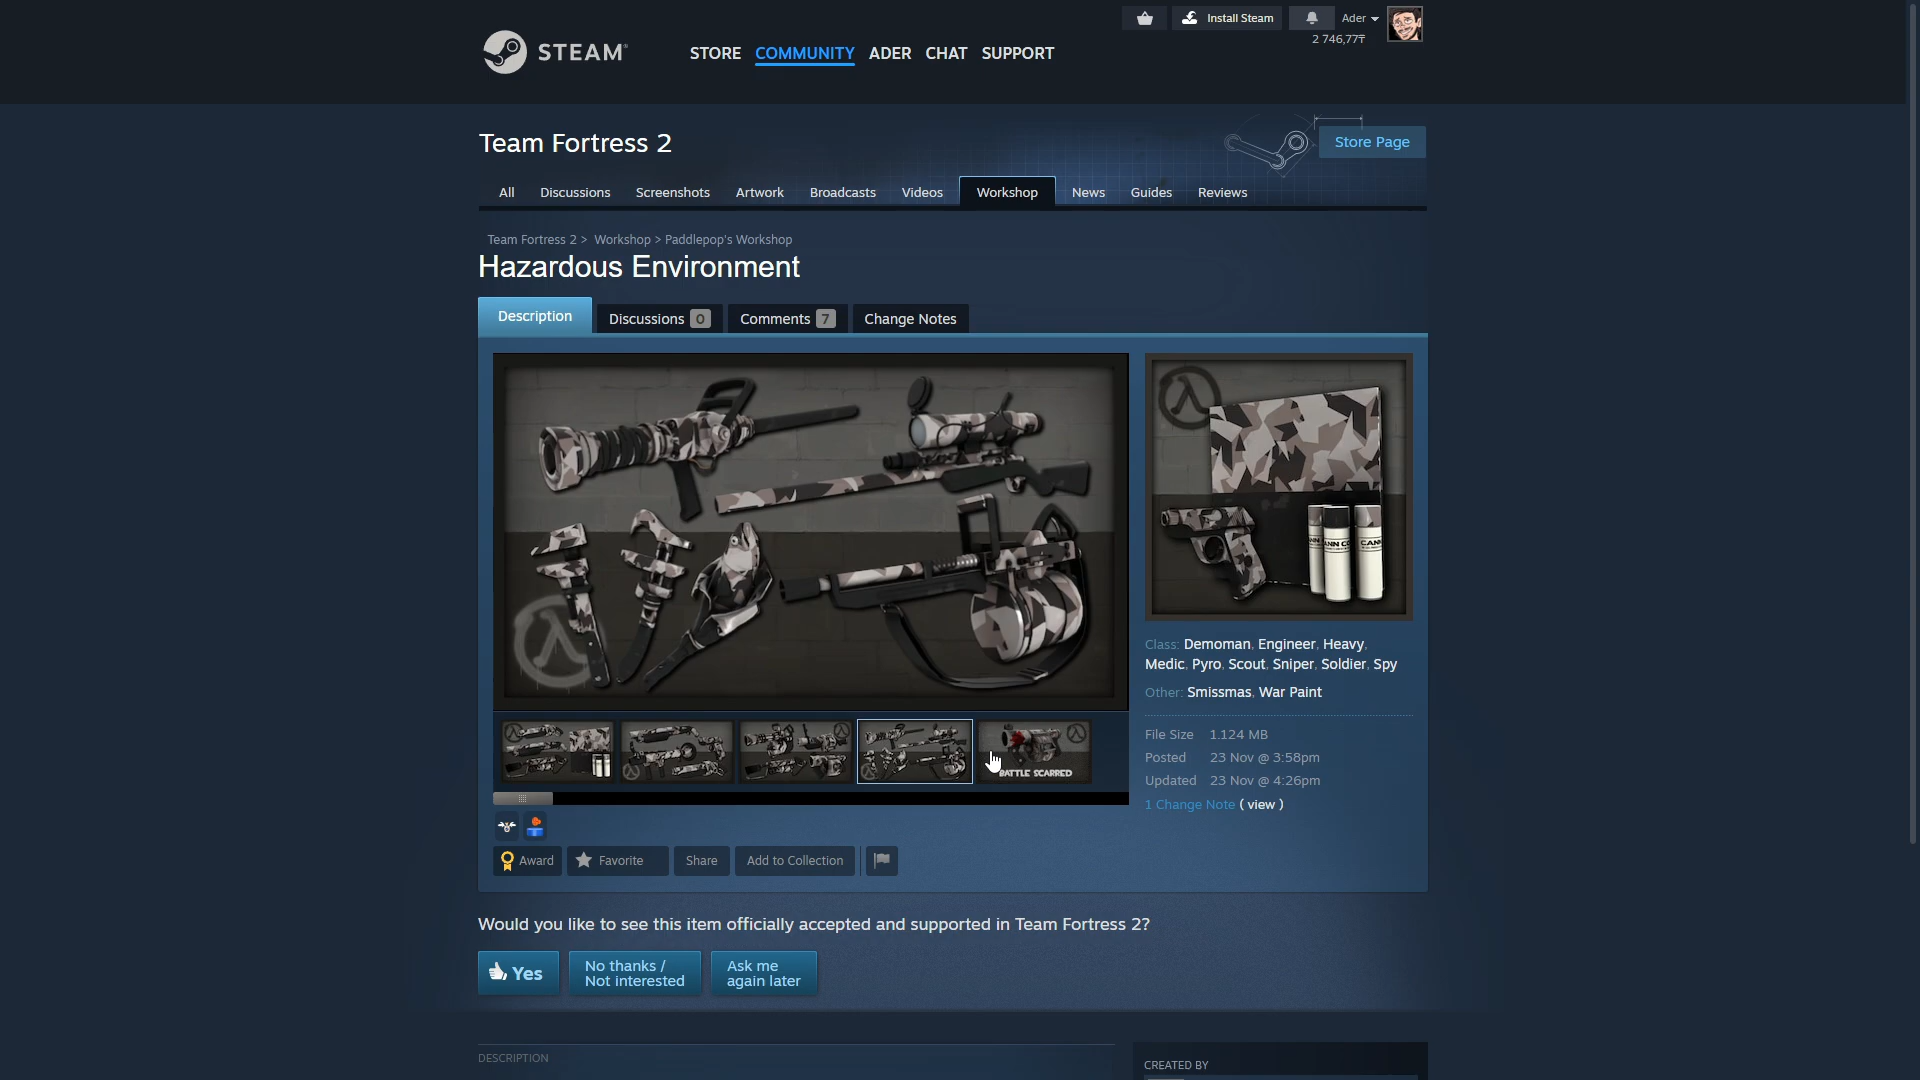 Install Steam
Ader
2 746,77₸
STEAM
STORE COMMUNITY ADER CHAT SUPPORT
Team Fortress 2
Store Page
All Discussions Screenshots Artwork Broadcasts Videos Workshop News Guides Reviews
Team Fortress 2 > Workshop > Paddlepop's Workshop
Hazardous Environment
Description Discussions 0 Comments 7 Change Notes
CANN CO
CANN
Class: Demoman, Engineer, Heavy,
Medic, Pyro, Scout, Sniper, Soldier, Spy
Other: Smissmas, War Paint
File Size 1.124 MB
Posted 23 Nov @ 3:58pm
Updated 23 Nov @ 4:26pm
1 Change Note ( view )
BATTLE SCARRED
Award Favorite Share Add to Collection
Would you like to see this item officially accepted and supported in Team Fortress 2?
Yes
No thanks /
Not interested
Ask me
again later
DESCRIPTION
CREATED BY